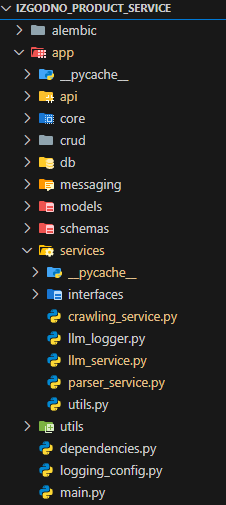 IZGODNO_PRODUCT_SERVICE
alembic
app
__pycache__
api
core
crud
db
messaging
models
schemas
services
__pycache__
interfaces
crawling_service.py
llm_logger.py
llm_service.py
parser_service.py
utils.py
utils
dependencies.py
logging_config.py
main.py